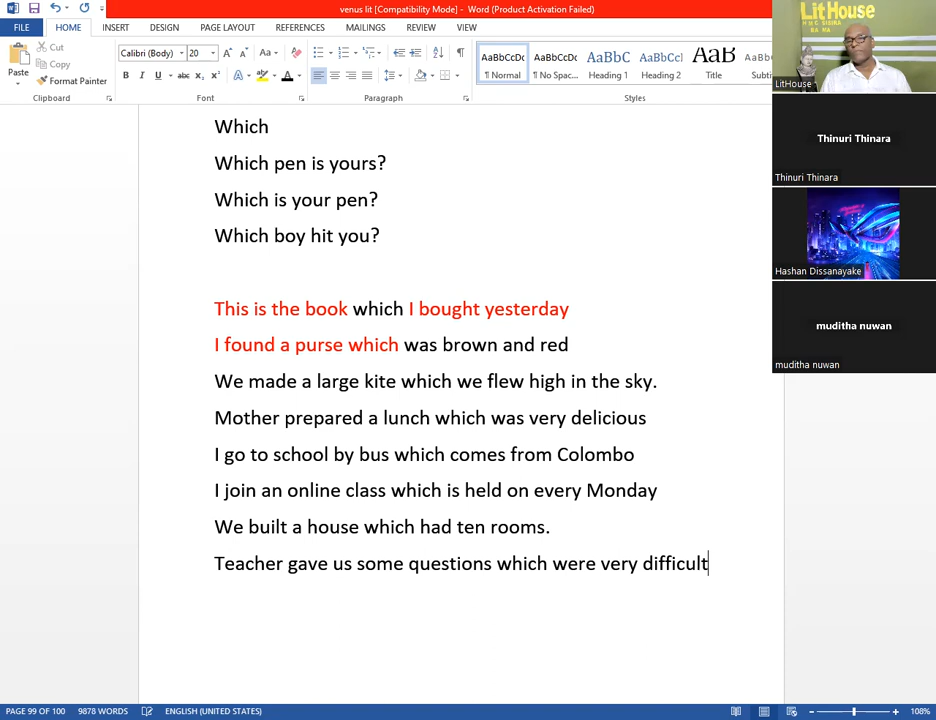 venus lit [Compatibility Mode] - Word (Product Activation Failed)
FILE HOME INSERT DESIGN PAGE LAYOUT REFERENCES MAILINGS REVIEW VIEW
Paste
Cut
Copy
Format Painter
Clipboard
Calibri (Body) 20
Font
Paragraph
AaBbCcDc AaBbCcDc AaBbC AaBbCcI AaB AaBbCcD
¶ Normal ¶ No Spac... Heading 1 Heading 2 Title Subti
Styles
Which
Which pen is yours?
Which is your pen?
Which boy hit you?
This is the book which I bought yesterday
I found a purse which was brown and red
We made a large kite which we flew high in the sky.
Mother prepared a lunch which was very delicious
I go to school by bus which comes from Colombo
I join an online class which is held on every Monday
We built a house which had ten rooms.
Teacher gave us some questions which were very difficult
LitHouse
LitHouse
Thinuri Thinara
Thinuri Thinara
Hashan Dissanayake
muditha nuwan
muditha nuwan
PAGE 99 OF 100 9878 WORDS ENGLISH (UNITED STATES) 108%